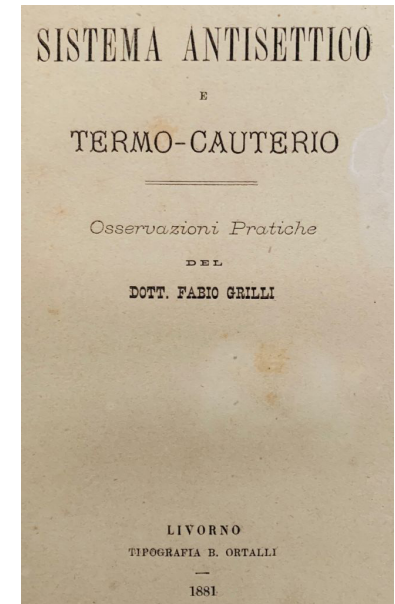 SISTEMA ANTISETTICO
E
TERMO-CAUTERIO
Osservazioni Pratiche
DEL
DOTT. FABIO GRILLI
LIVORNO
TIPOGRAFIA B. ORTALLI
1881